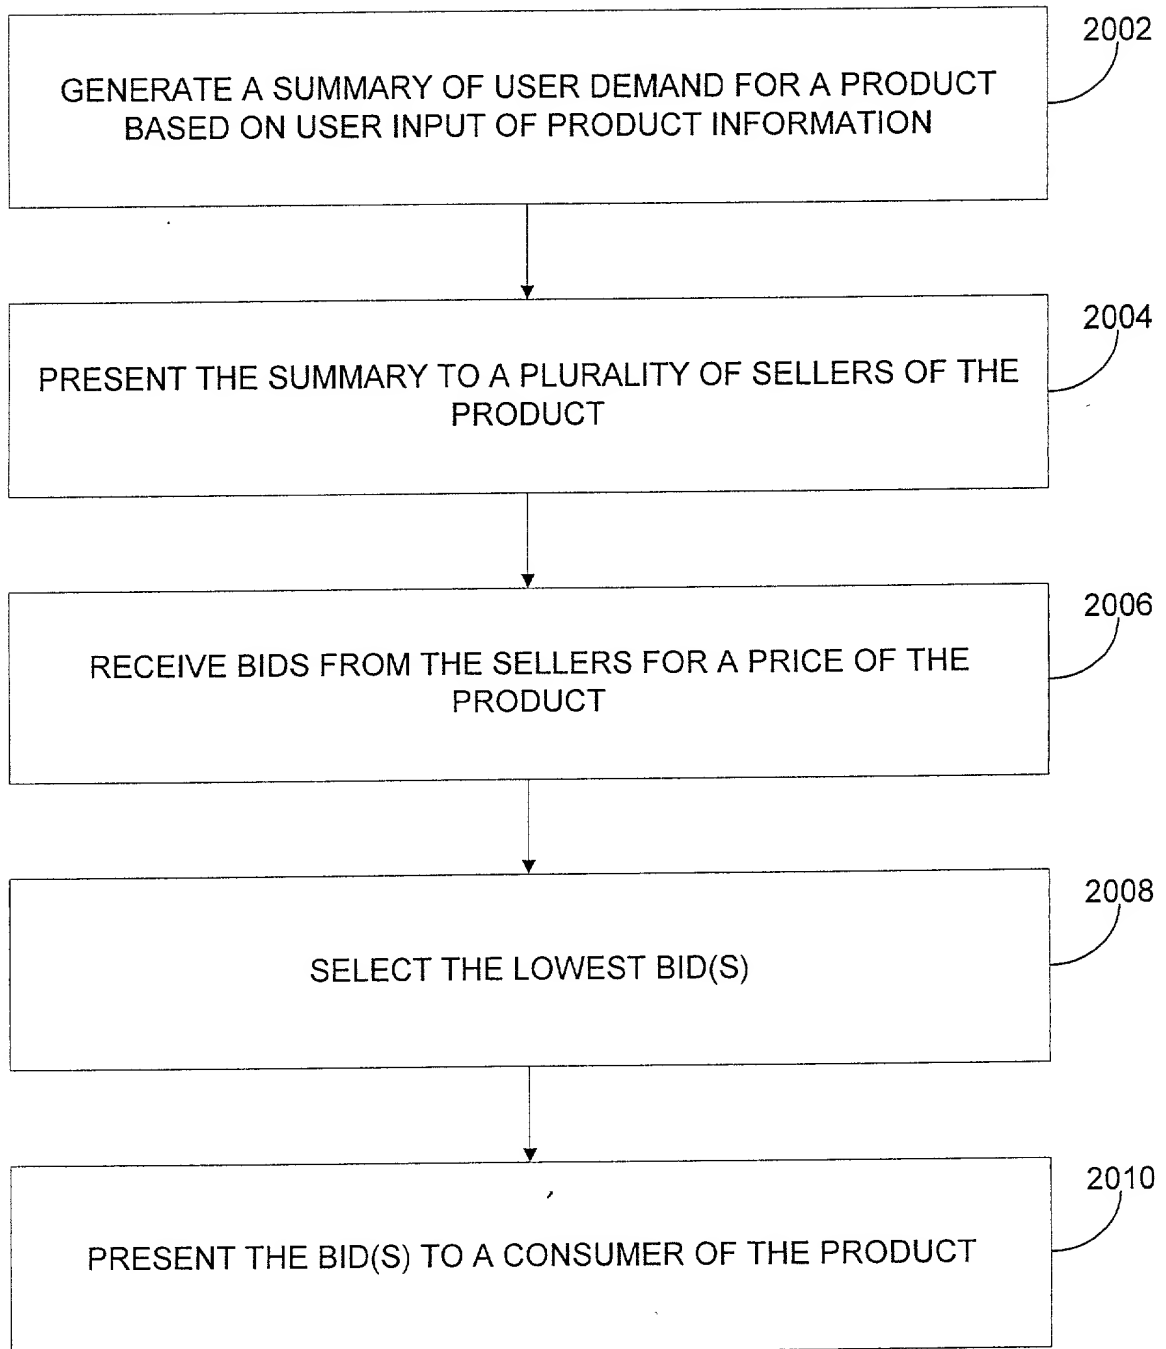 2002
GENERATE A SUMMARY OF USER DEMAND FOR A PRODUCT
BASED ON USER INPUT OF PRODUCT INFORMATION
2004
PRESENT THE SUMMARY TO A PLURALITY OF SELLERS OF THE
PRODUCT
2006
RECEIVE BIDS FROM THE SELLERS FOR A PRICE OF THE
PRODUCT
2008
SELECT THE LOWEST BID(S)
2010
PRESENT THE BID(S) TO A CONSUMER OF THE PRODUCT